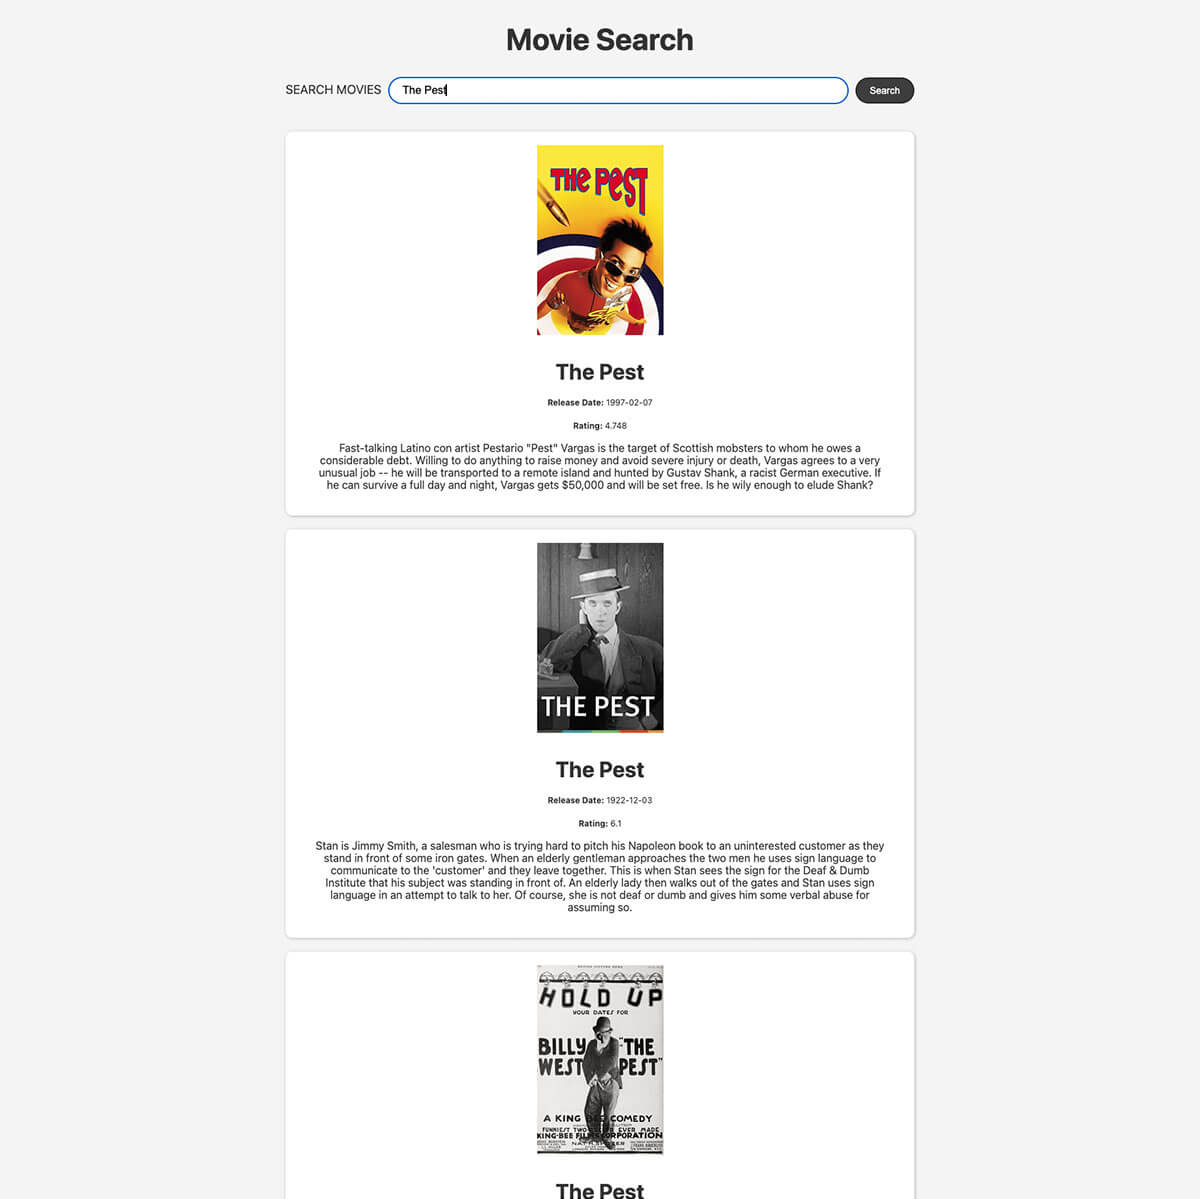 Movie Search
SEARCH MOVIES The Pest Search
THE PEST
The Pest
Release Date: 1997-02-07
Rating: 4.748
Fast-talking Latino con artist Pestario "Pest" Vargas is the target of Scottish mobsters to whom he owes a
considerable debt. Willing to do anything to raise money and avoid severe injury or death, Vargas agrees to a very
unusual job -- he will be transported to a remote island and hunted by Gustav Shank, a racist German executive. If
he can survive a full day and night, Vargas gets $50,000 and will be set free. Is he wily enough to elude Shank?
THE PEST
The Pest
Release Date: 1922-12-03
Rating: 6.1
Stan is Jimmy Smith, a salesman who is trying hard to pitch his Napoleon book to an uninterested customer as they
stand in front of some iron gates. When an elderly gentleman approaches the two men he uses sign language to
communicate to the 'customer' and they leave together. This is when Stan sees the sign for the Deaf & Dumb
Institute that his subject was standing in front of. An elderly lady then walks out of the gates and Stan uses sign
language in an attempt to talk to her. Of course, she is not deaf or dumb and gives him some verbal abuse for
assuming so.
HOLD UP
YOUR DATES FOR
BILLY "THE
WEST PEST"
A KING BEE COMEDY
FUNNIEST TWO EVER MADE
KING-BEE FILMS CORPORATION
The Pest